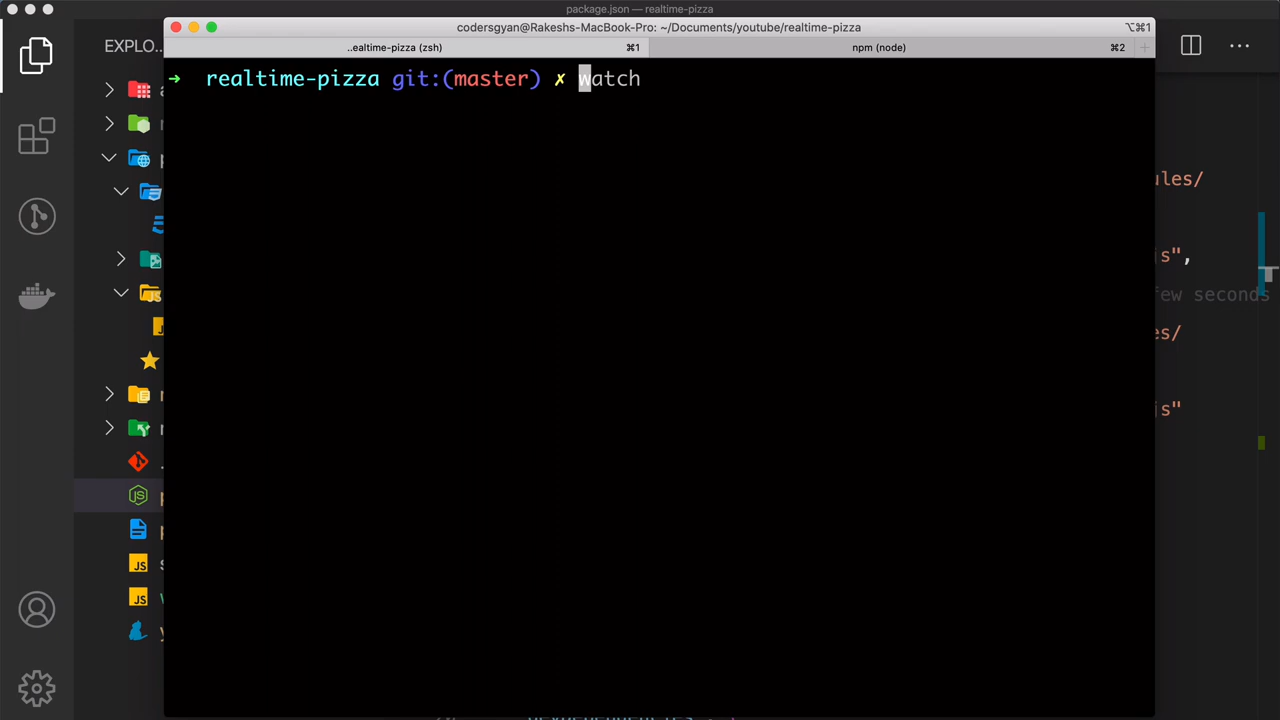 package.json — realtime-pizza
codersgyan@Rakeshs-MacBook-Pro: ~/Documents/youtube/realtime-pizza
⌥⌘1
..ealtime-pizza (zsh)
⌘1
npm (node)
⌘2
EXPLO...
➜ realtime-pizza git:(master) ✗ watch
ules/
s",
few seconds
es/
js"